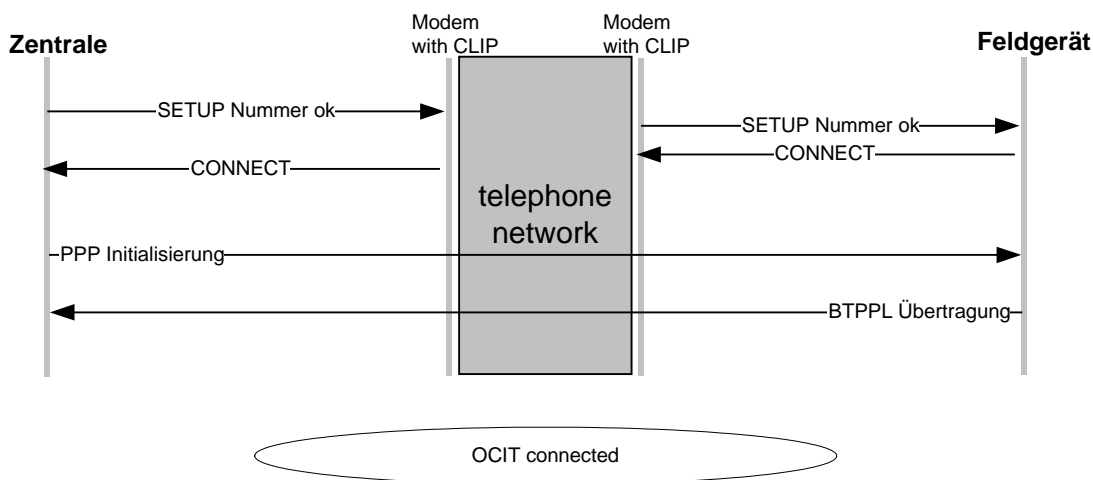 Zentrale
Modem
with CLIP
Modem
with CLIP
Feldgerät
SETUP Nummer ok
SETUP Nummer ok
CONNECT
CONNECT
telephone
network
PPP Initialisierung
BTPPL Übertragung
OCIT connected